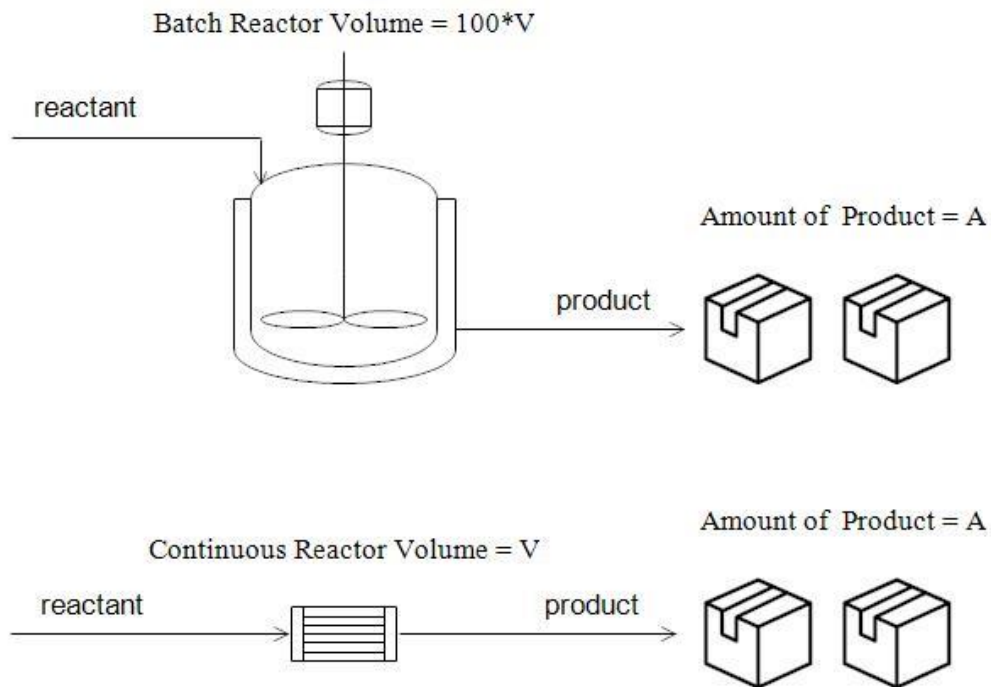 Batch Reactor Volume = 100*V
reactant
Amount of Product = A
product
Amount of Product = A
Continuous Reactor Volume = V
reactant
product